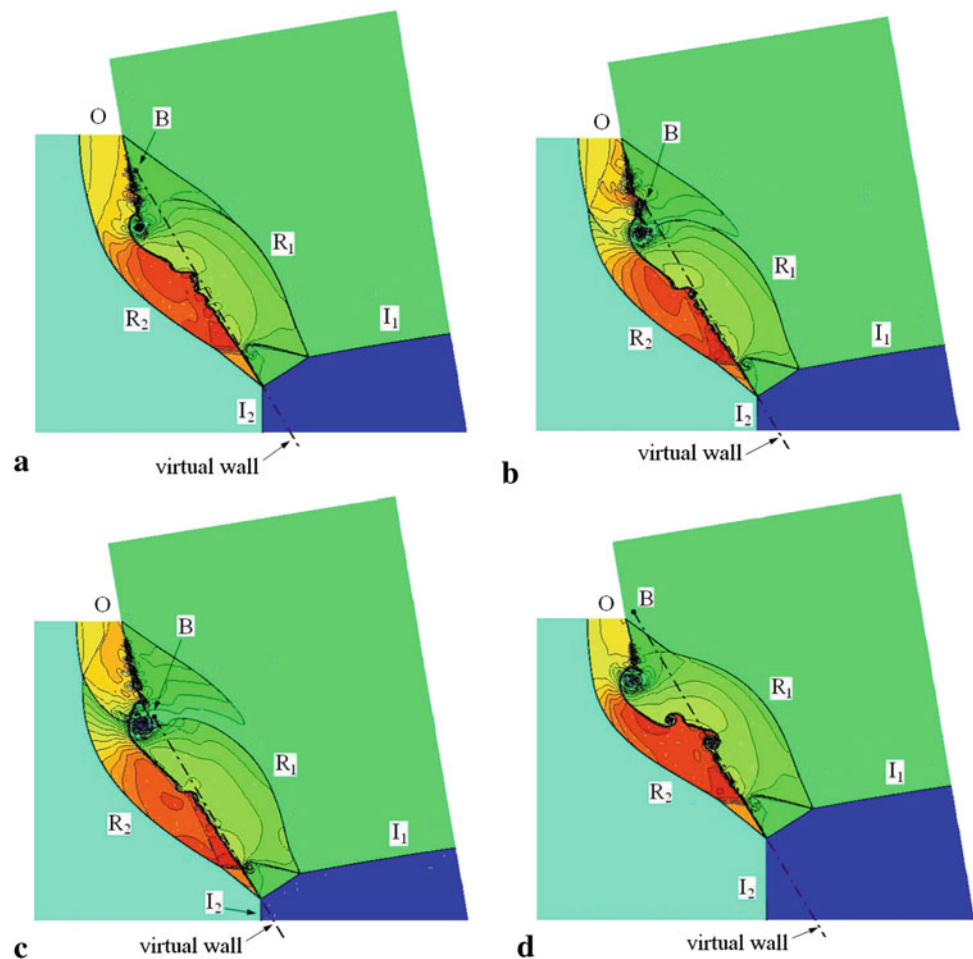 O
B
R1
R2
I1
I2
virtual wall
a
O
B
R1
R2
I1
I2
virtual wall
b
O
B
R1
R2
I1
I2
virtual wall
c
O
B
R1
R2
I1
I2
virtual wall
d